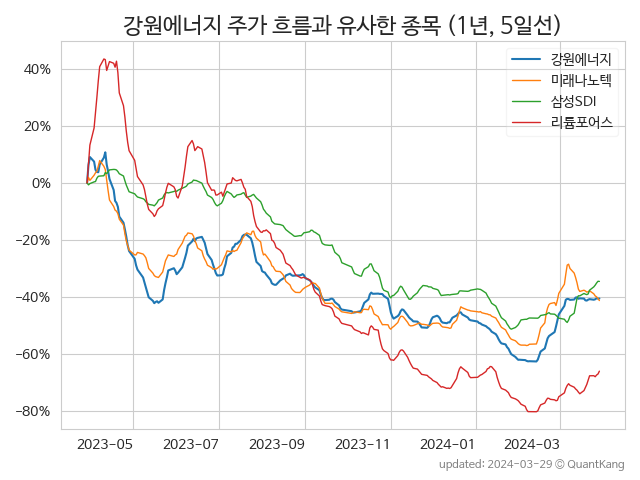 강원에너지 주가 흐름과 유사한 종목 (1년, 5일선)
강원에너지
미래나노텍
삼성SDI
리튬포어스
40%
20%
0%
−20%
−40%
−60%
−80%
2023-05 2023-07 2023-09 2023-11 2024-01 2024-03
updated: 2024-03-29 © QuantKang